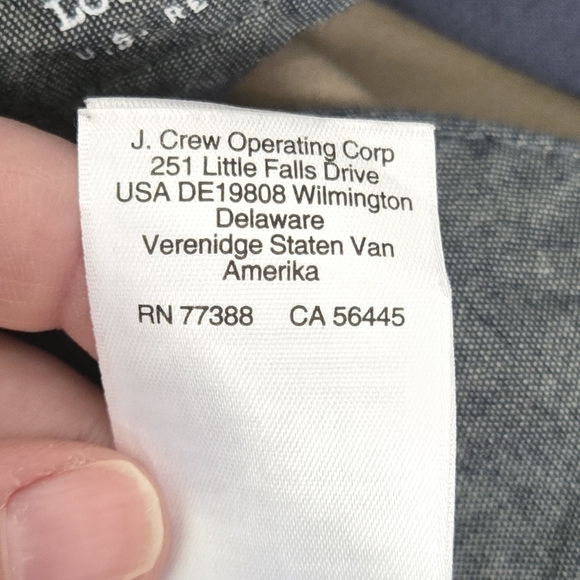 U.S. RE
J. Crew Operating Corp
251 Little Falls Drive
USA DE19808 Wilmington
Delaware
Verenidge Staten Van
Amerika
RN 77388 CA 56445